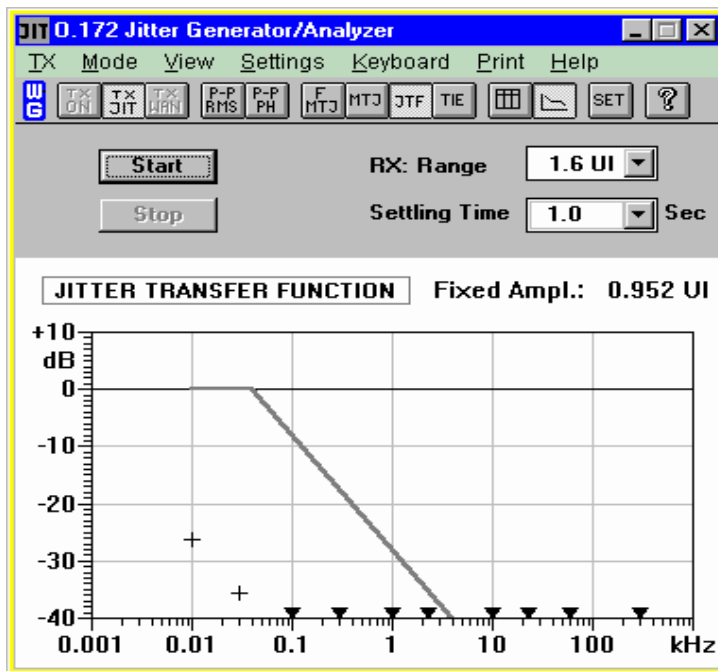 JIT O.172 Jitter Generator/Analyzer
TX Mode View Settings Keyboard Print Help
WG TX ON TX JIT TX WAN P-P RMS P-P PH F MTJ MTJ JTF TIE SET ?
Start RX: Range 1.6 UI
Stop Settling Time 1.0 Sec
JITTER TRANSFER FUNCTION Fixed Ampl.: 0.952 UI
+10
dB
0
-10
-20
-30
-40
0.001 0.01 0.1 1 10 100 kHz